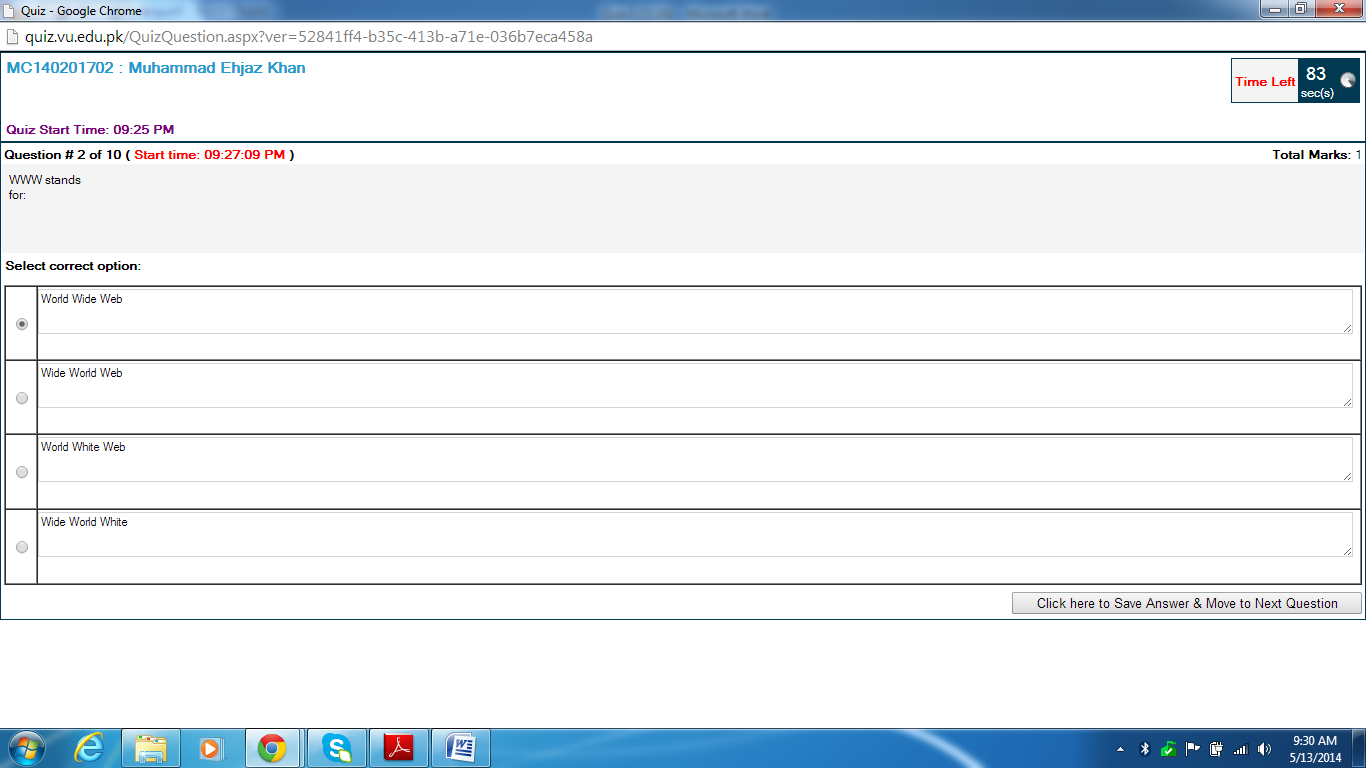 Quiz - Google Chrome
quiz.vu.edu.pk/QuizQuestion.aspx?ver=52841ff4-b35c-413b-a71e-036b7eca458a
MC140201702 : Muhammad Ehjaz Khan
Time Left 83
sec(s)
Quiz Start Time: 09:25 PM
Question # 2 of 10 ( Start time: 09:27:09 PM )
Total Marks: 1
WWW stands
for:
Select correct option:
World Wide Web
Wide World Web
World White Web
Wide World White
Click here to Save Answer & Move to Next Question
9:30 AM
5/13/2014